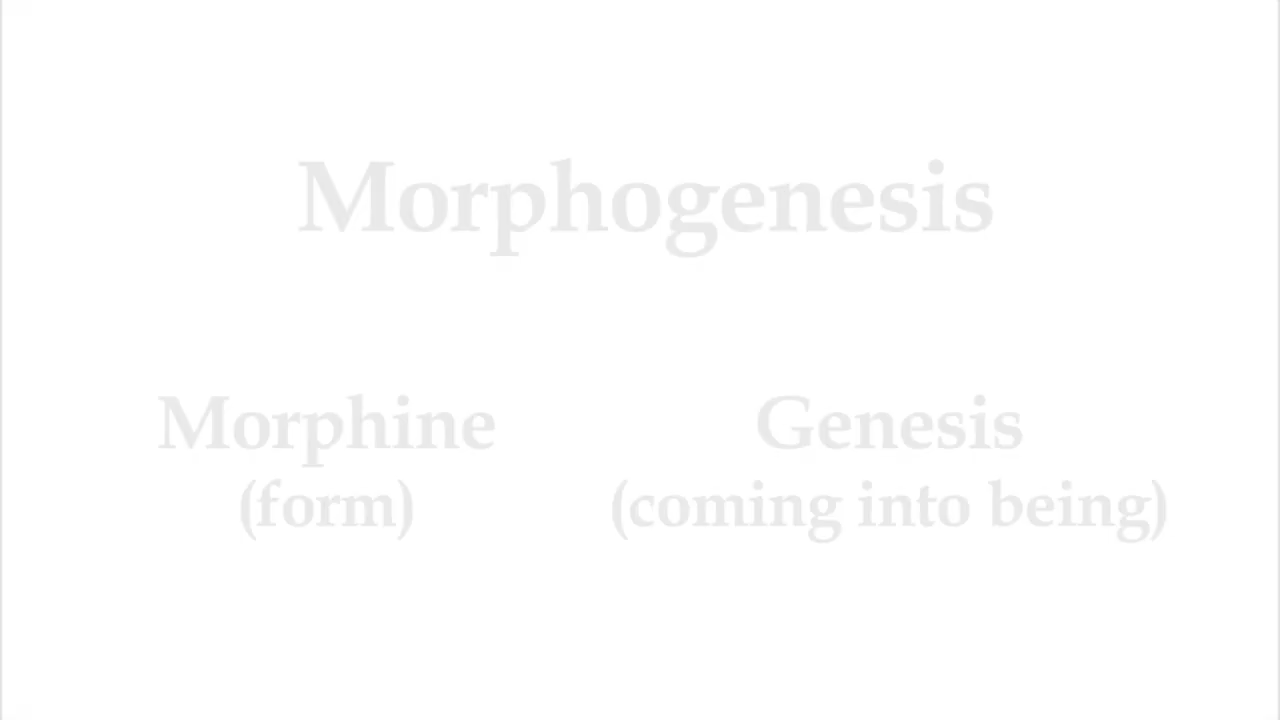 Morphogenesis
Morphine
(form)
Genesis
(coming into being)